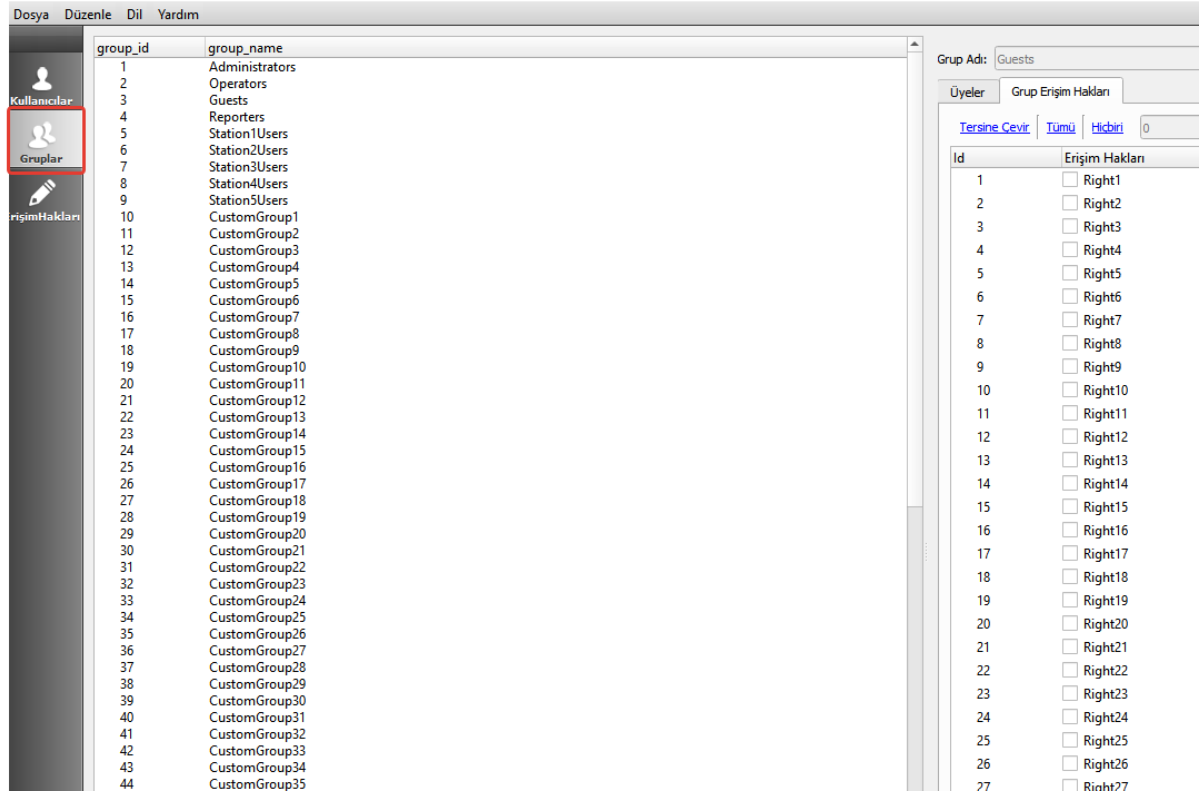 Dosya Düzenle Dil Yardım
Kullanıcılar
Gruplar
rişimHakları
group_id group_name
1 Administrators
2 Operators
3 Guests
4 Reporters
5 Station1Users
6 Station2Users
7 Station3Users
8 Station4Users
9 Station5Users
10 CustomGroup1
11 CustomGroup2
12 CustomGroup3
13 CustomGroup4
14 CustomGroup5
15 CustomGroup6
16 CustomGroup7
17 CustomGroup8
18 CustomGroup9
19 CustomGroup10
20 CustomGroup11
21 CustomGroup12
22 CustomGroup13
23 CustomGroup14
24 CustomGroup15
25 CustomGroup16
26 CustomGroup17
27 CustomGroup18
28 CustomGroup19
29 CustomGroup20
30 CustomGroup21
31 CustomGroup22
32 CustomGroup23
33 CustomGroup24
34 CustomGroup25
35 CustomGroup26
36 CustomGroup27
37 CustomGroup28
38 CustomGroup29
39 CustomGroup30
40 CustomGroup31
41 CustomGroup32
42 CustomGroup33
43 CustomGroup34
44 CustomGroup35
Grup Adı: Guests
Üyeler Grup Erişim Hakları
Tersine Çevir Tümü Hiçbiri 0
Id Erişim Hakları
1 Right1
2 Right2
3 Right3
4 Right4
5 Right5
6 Right6
7 Right7
8 Right8
9 Right9
10 Right10
11 Right11
12 Right12
13 Right13
14 Right14
15 Right15
16 Right16
17 Right17
18 Right18
19 Right19
20 Right20
21 Right21
22 Right22
23 Right23
24 Right24
25 Right25
26 Right26
27 Right27